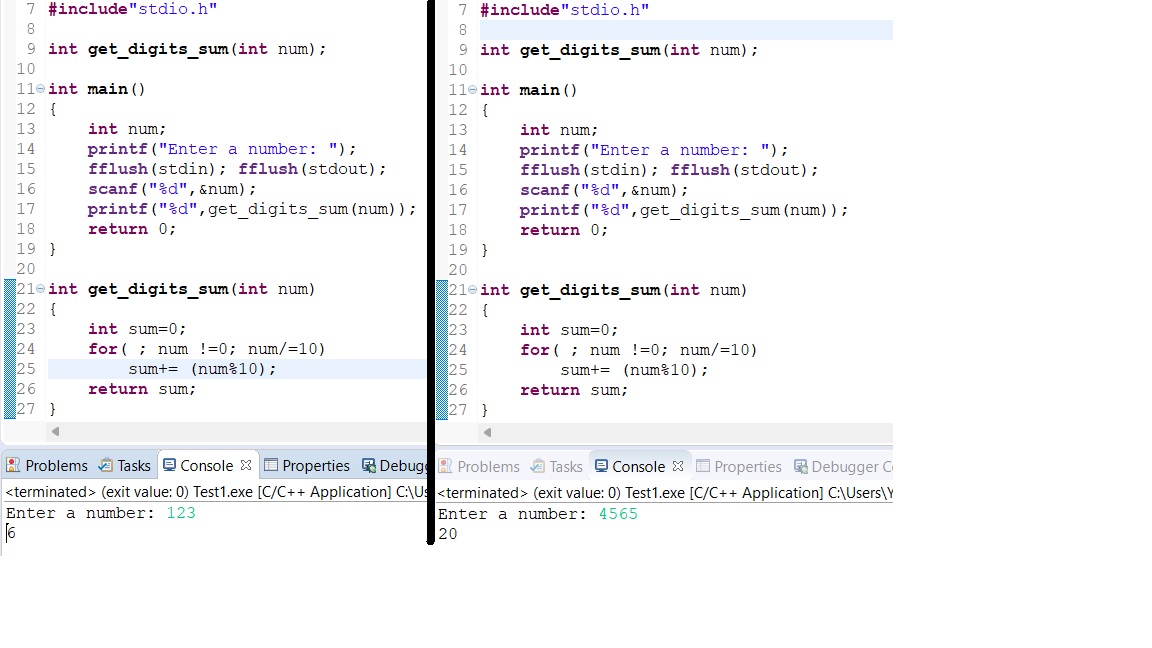 7 #include"stdio.h"
8
9 int get_digits_sum(int num);
10
11 int main()
12 {
13     int num;
14     printf("Enter a number: ");
15     fflush(stdin); fflush(stdout);
16     scanf("%d",&num);
17     printf("%d",get_digits_sum(num));
18     return 0;
19 }
20
21 int get_digits_sum(int num)
22 {
23     int sum=0;
24     for( ; num !=0; num/=10)
25         sum+= (num%10);
26     return sum;
27 }
Problems Tasks Console Properties Debugg
<terminated> (exit value: 0) Test1.exe [C/C++ Application] C:\Us
Enter a number: 123
6
7 #include"stdio.h"
8
9 int get_digits_sum(int num);
10
11 int main()
12 {
13     int num;
14     printf("Enter a number: ");
15     fflush(stdin); fflush(stdout);
16     scanf("%d",&num);
17     printf("%d",get_digits_sum(num));
18     return 0;
19 }
20
21 int get_digits_sum(int num)
22 {
23     int sum=0;
24     for( ; num !=0; num/=10)
25         sum+= (num%10);
26     return sum;
27 }
Problems Tasks Console Properties Debugger C
<terminated> (exit value: 0) Test1.exe [C/C++ Application] C:\Users\Y
Enter a number: 4565
20